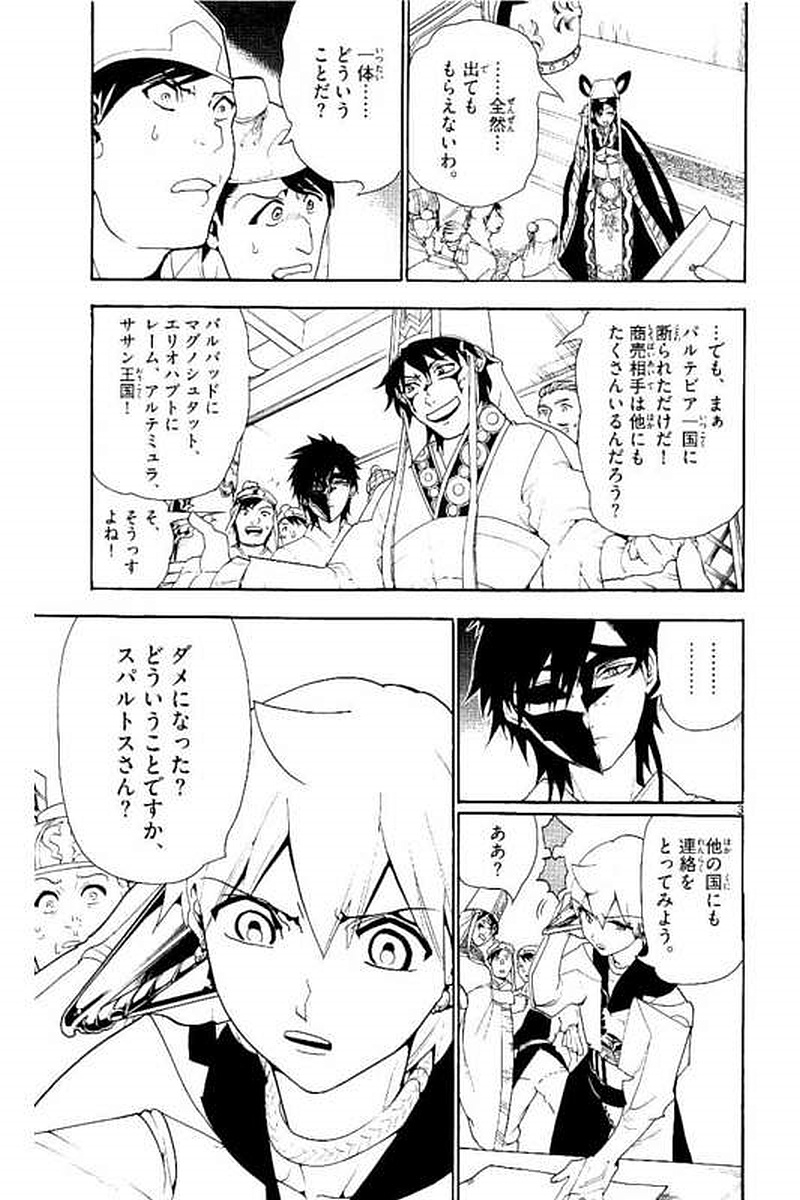 ……全然…
出ても
もらえないわ。
一体……
どういう
ことだ？
…でも、まぁ
パルテビア一国に
断られただけだ！
商売相手は他にも
たくさんいるんだろう？
バルバッドに
マグノシュタット、
エリオハプトに
レーム、アルテミュラ、
ササン王国！
そ、
そうっす
よね！
………
………
他の国にも
連絡を
とってみよう。
ああ？
ダメになった？
どういうことですか、
スパルトスさん？
3